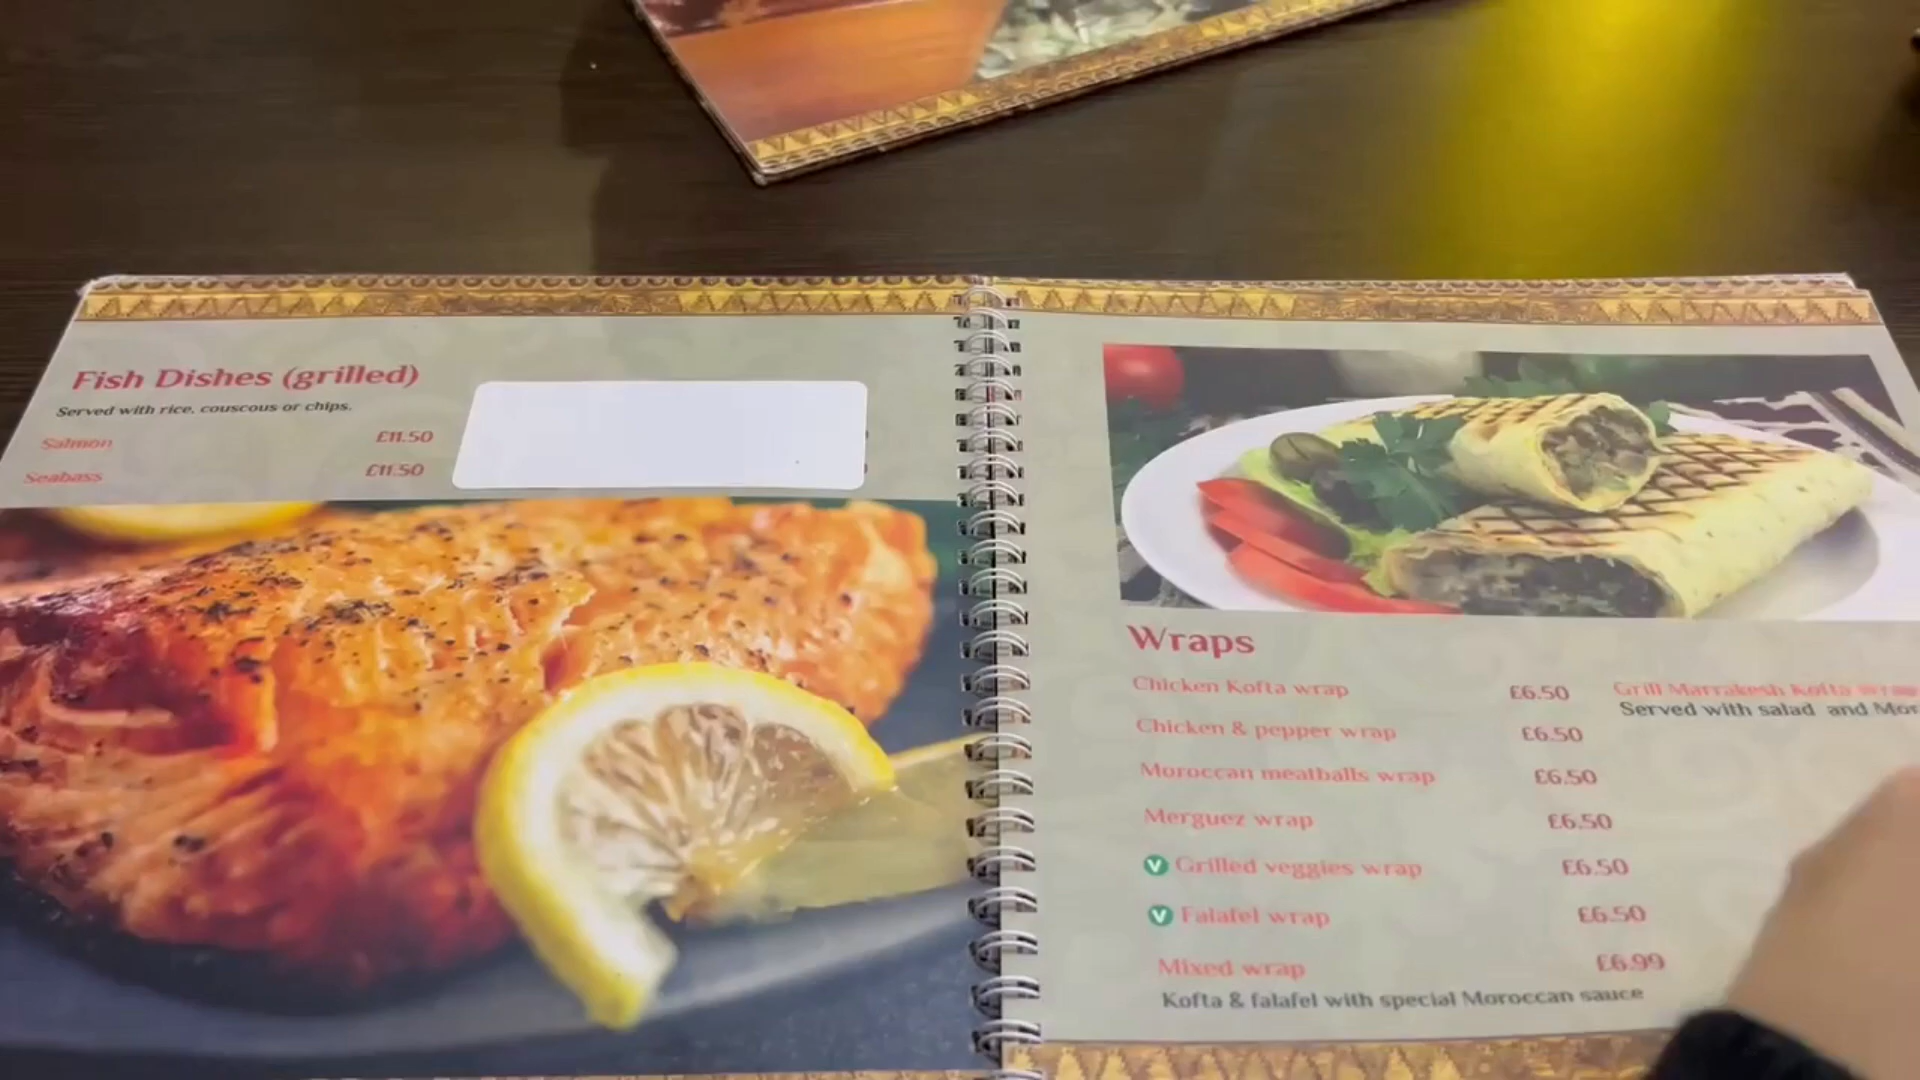 Fish Dishes (grilled)
Served with rice, couscous or chips.
Salmon £11.50
Seabass £11.50
Wraps
Chicken Kofta wrap £6.50
Chicken & pepper wrap £6.50
Moroccan meatballs wrap £6.50
Merguez wrap £6.50
V Grilled veggies wrap £6.50
V Falafel wrap £6.50
Mixed wrap £6.99
Kofta & falafel with special Moroccan sauce
Grill Marrakesh Kofta wrap
Served with salad and